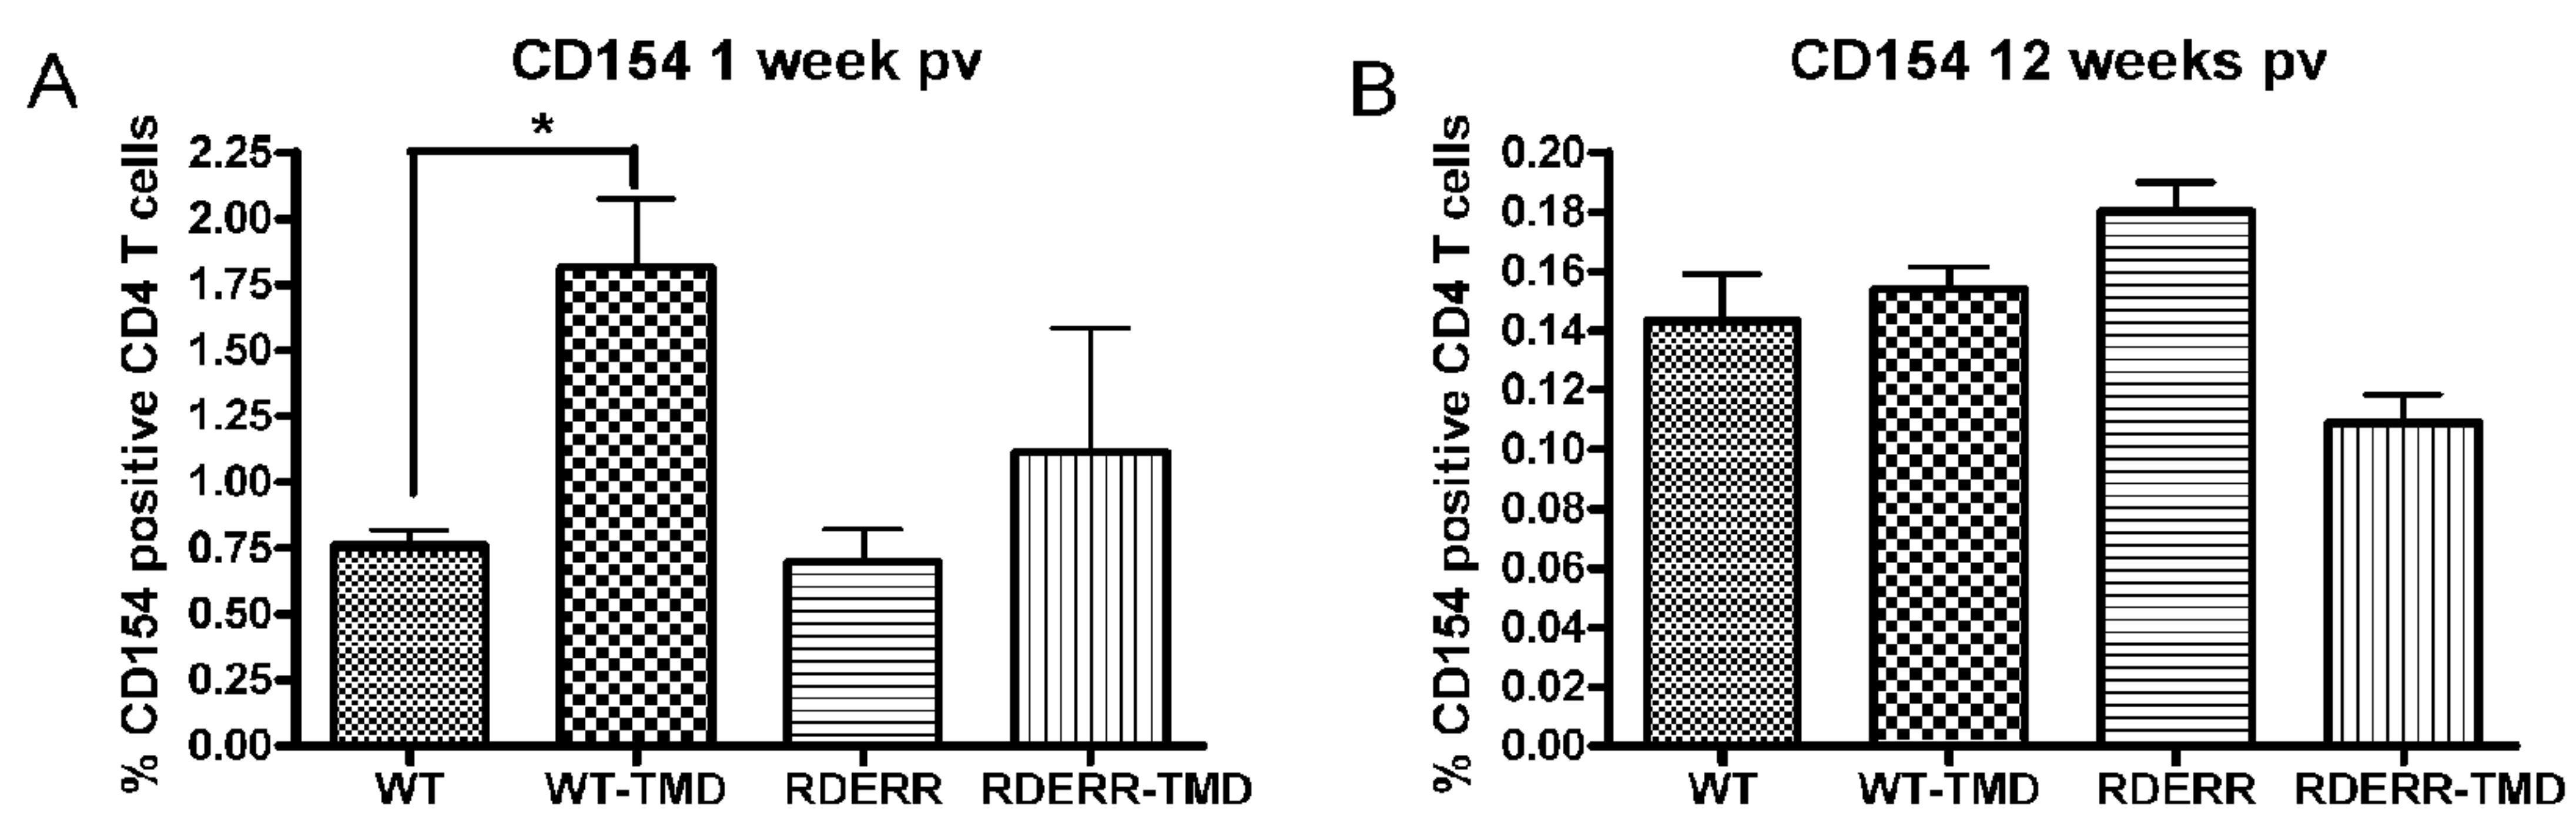 A
CD154 1 week pv
% CD154 positive CD4 T cells
*
2.25
2.00
1.75
1.50
1.25
1.00
0.75
0.50
0.25
0.00
WT WT-TMD RDERR RDERR-TMD
B
CD154 12 weeks pv
% CD154 positive CD4 T cells
0.20
0.18
0.16
0.14
0.12
0.10
0.08
0.06
0.04
0.02
0.00
WT WT-TMD RDERR RDERR-TMD